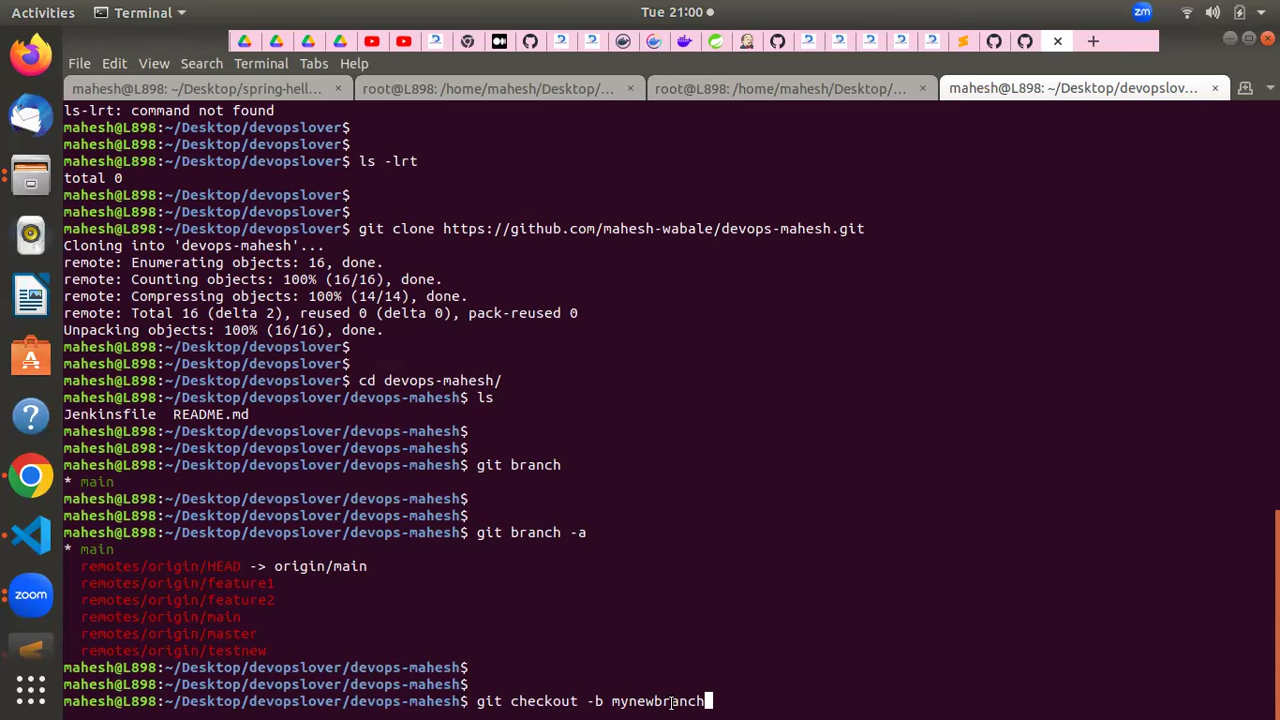 Activities Terminal Tue 21:00 zm
File Edit View Search Terminal Tabs Help
mahesh@L898: ~/Desktop/spring-hell... × root@L898: /home/mahesh/Desktop/... × root@L898: /home/mahesh/Desktop/... × mahesh@L898: ~/Desktop/devopslov... ×
ls-lrt: command not found
mahesh@L898:~/Desktop/devopslover$
mahesh@L898:~/Desktop/devopslover$
mahesh@L898:~/Desktop/devopslover$ ls -lrt
total 0
mahesh@L898:~/Desktop/devopslover$
mahesh@L898:~/Desktop/devopslover$
mahesh@L898:~/Desktop/devopslover$ git clone https://github.com/mahesh-wabale/devops-mahesh.git
Cloning into 'devops-mahesh'...
remote: Enumerating objects: 16, done.
remote: Counting objects: 100% (16/16), done.
remote: Compressing objects: 100% (14/14), done.
remote: Total 16 (delta 2), reused 0 (delta 0), pack-reused 0
Unpacking objects: 100% (16/16), done.
mahesh@L898:~/Desktop/devopslover$
mahesh@L898:~/Desktop/devopslover$
mahesh@L898:~/Desktop/devopslover$ cd devops-mahesh/
mahesh@L898:~/Desktop/devopslover/devops-mahesh$ ls
Jenkinsfile  README.md
mahesh@L898:~/Desktop/devopslover/devops-mahesh$
mahesh@L898:~/Desktop/devopslover/devops-mahesh$
mahesh@L898:~/Desktop/devopslover/devops-mahesh$ git branch
* main
mahesh@L898:~/Desktop/devopslover/devops-mahesh$
mahesh@L898:~/Desktop/devopslover/devops-mahesh$
mahesh@L898:~/Desktop/devopslover/devops-mahesh$ git branch -a
* main
remotes/origin/HEAD -> origin/main
remotes/origin/feature1
remotes/origin/feature2
remotes/origin/main
remotes/origin/master
remotes/origin/testnew
mahesh@L898:~/Desktop/devopslover/devops-mahesh$
mahesh@L898:~/Desktop/devopslover/devops-mahesh$
mahesh@L898:~/Desktop/devopslover/devops-mahesh$ git checkout -b mynewbranch
zoom